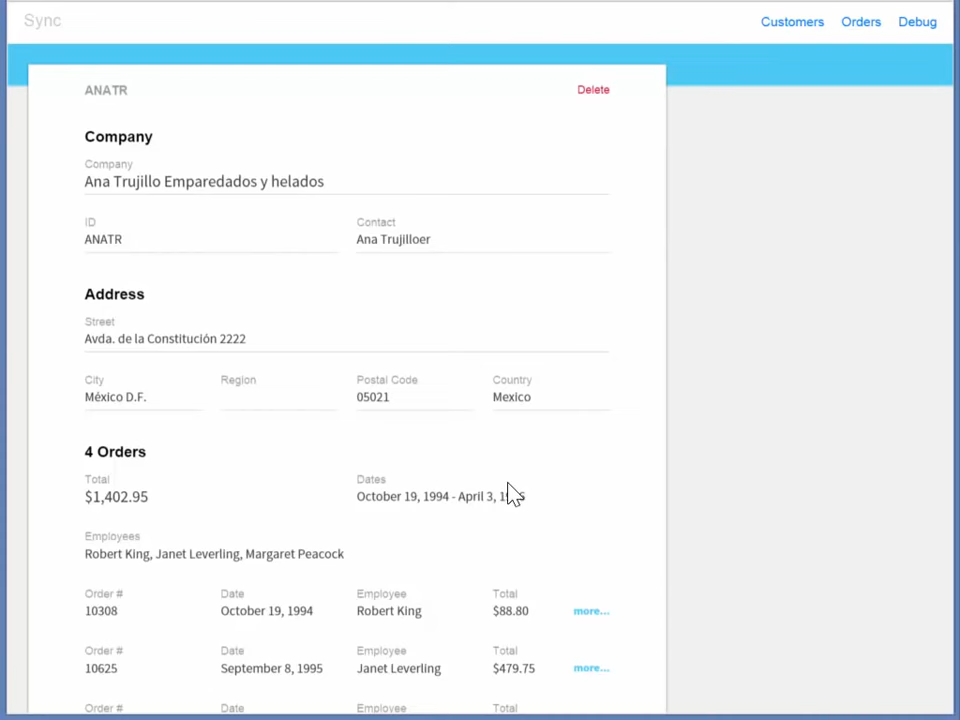 Sync
Customers Orders Debug
ANATR Delete
Company
Company
Ana Trujillo Emparedados y helados
ID Contact
ANATR Ana Trujilloer
Address
Street
Avda. de la Constitución 2222
City Region Postal Code Country
México D.F. 05021 Mexico
4 Orders
Total Dates
$1,402.95 October 19, 1994 - April 3,
Employees
Robert King, Janet Leverling, Margaret Peacock
Order # Date Employee Total
10308 October 19, 1994 Robert King $88.80 more...
Order # Date Employee Total
10625 September 8, 1995 Janet Leverling $479.75 more...
Order # Date Employee Total